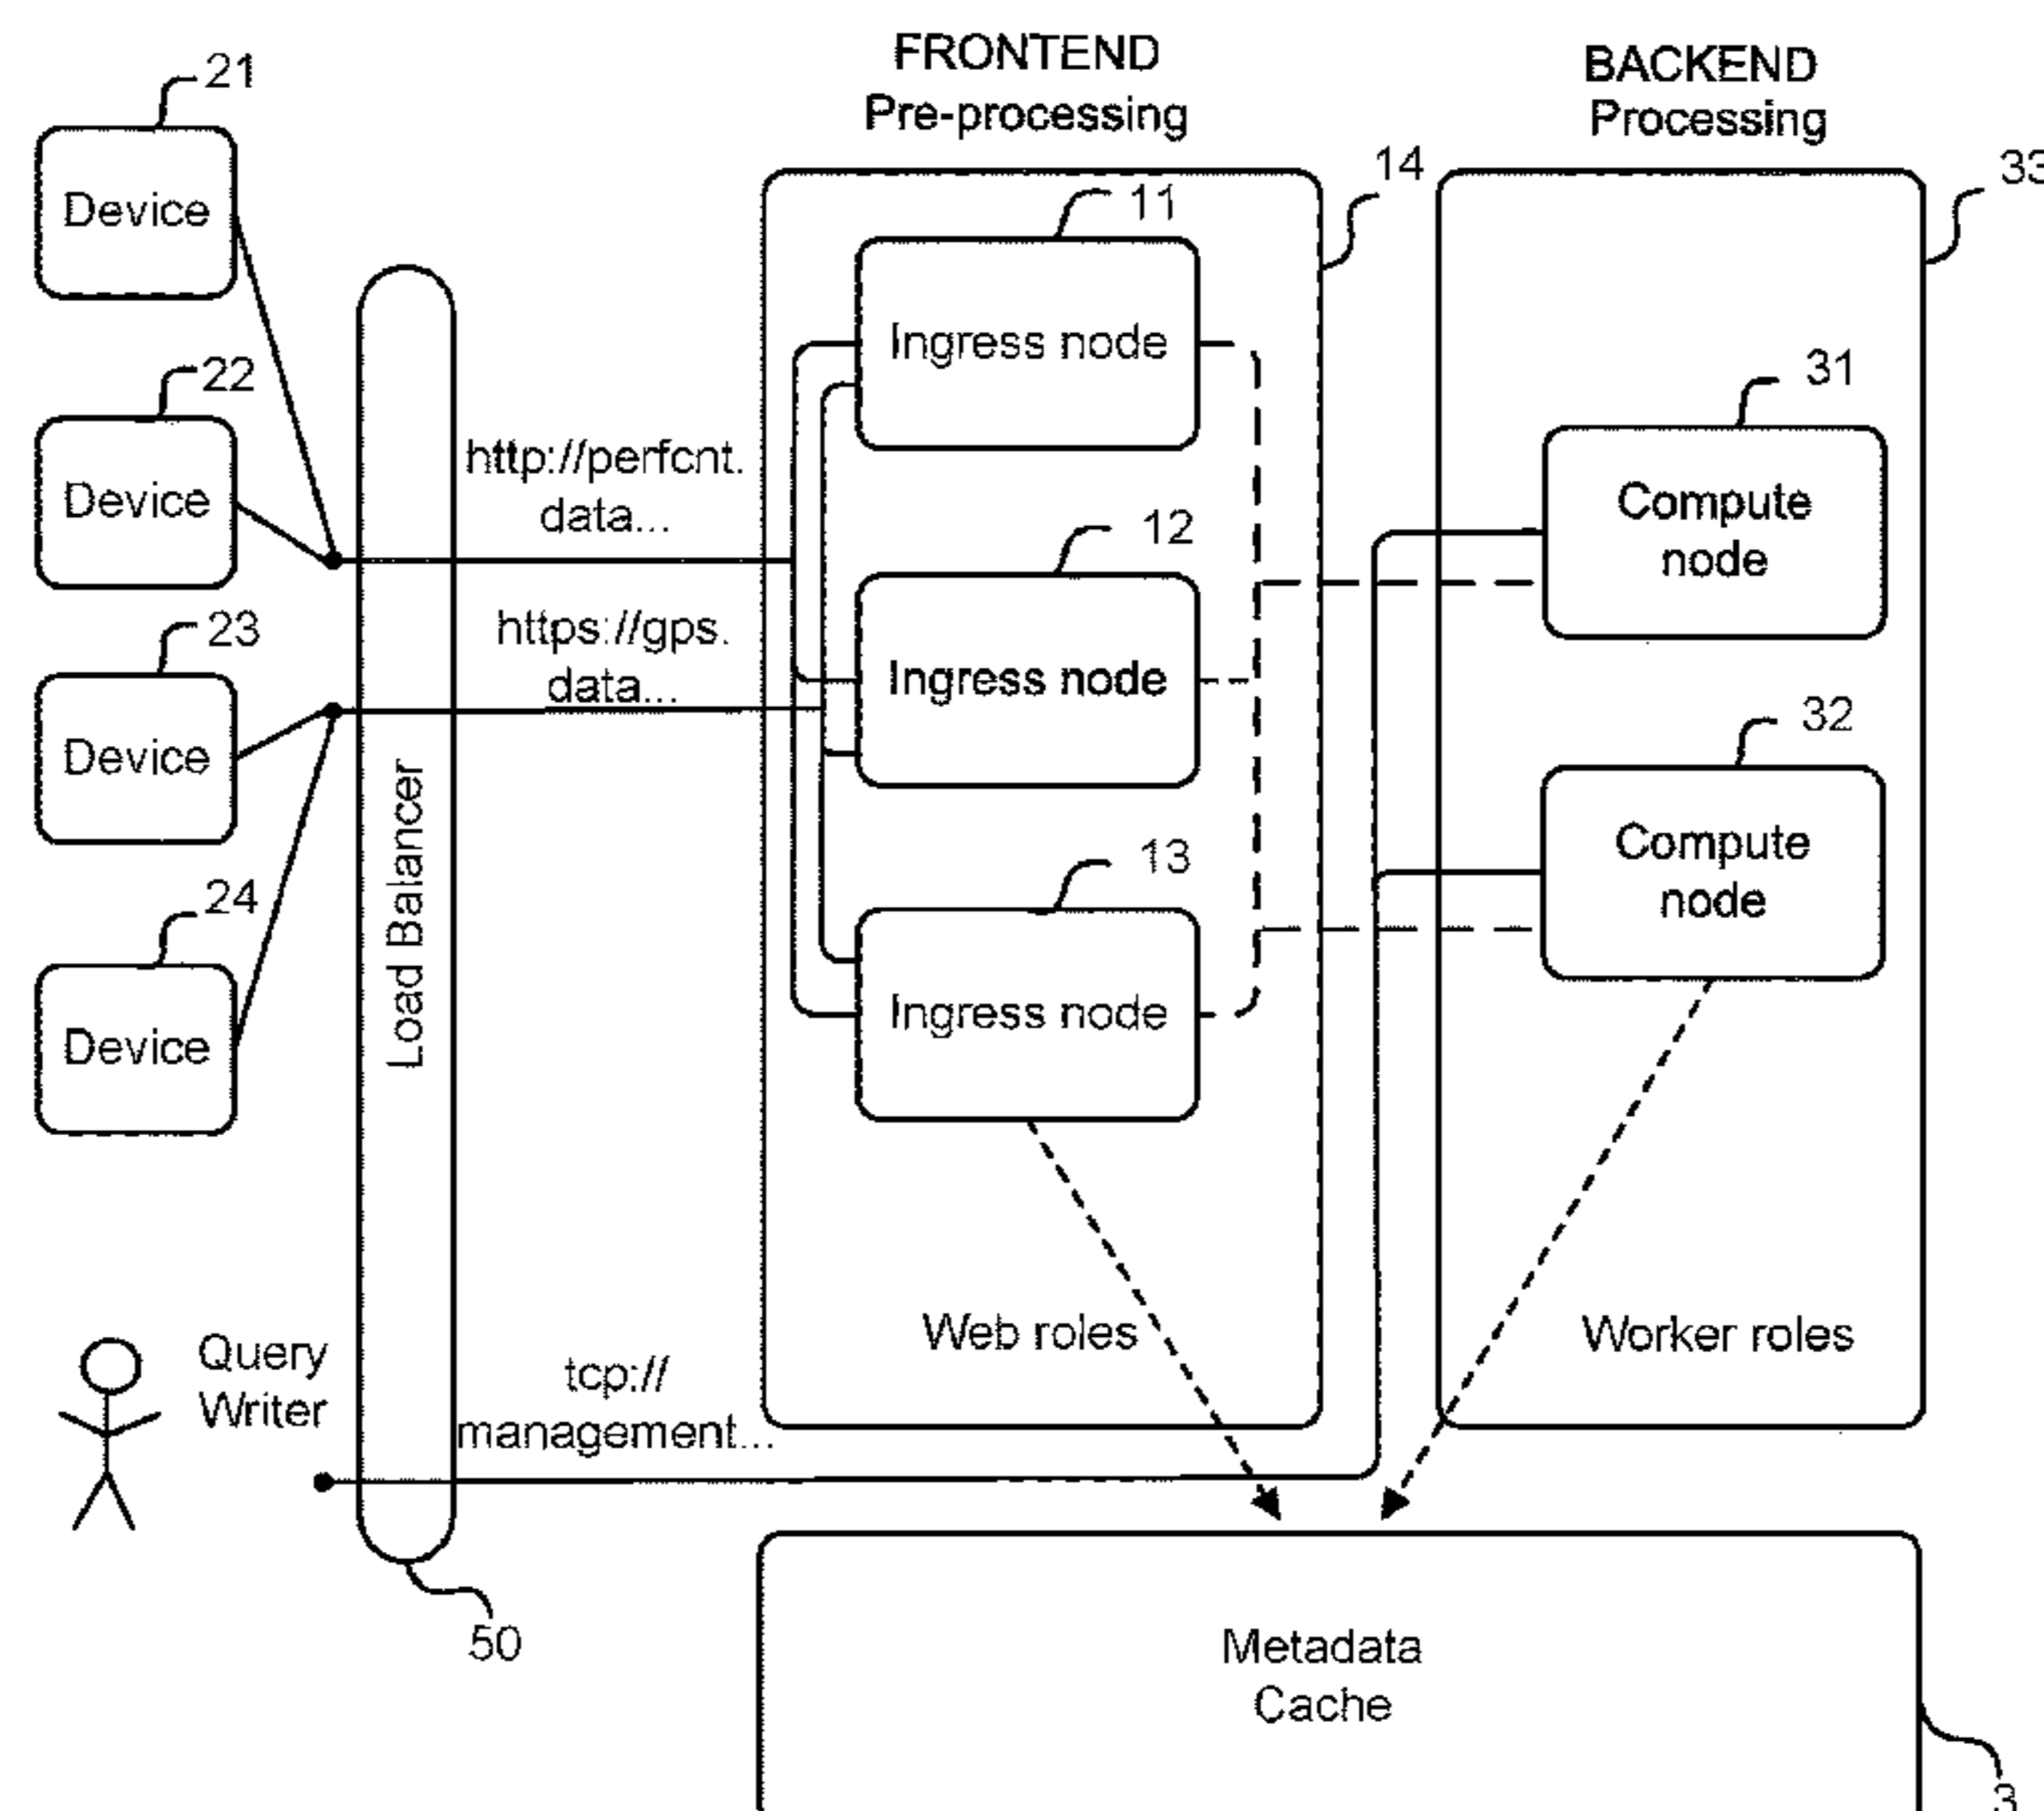 FRONTEND
Pre-processing
BACKEND
Processing
21
Device
22
Device
23
Device
24
Device
Load Balancer
50
http://perfcnt.
data...
https://gps.
data...
14
11
Ingress node
12
Ingress node
13
Ingress node
Web roles
33
31
Compute
node
32
Compute
node
Worker roles
Query
Writer
tcp://
management...
Metadata
Cache
3